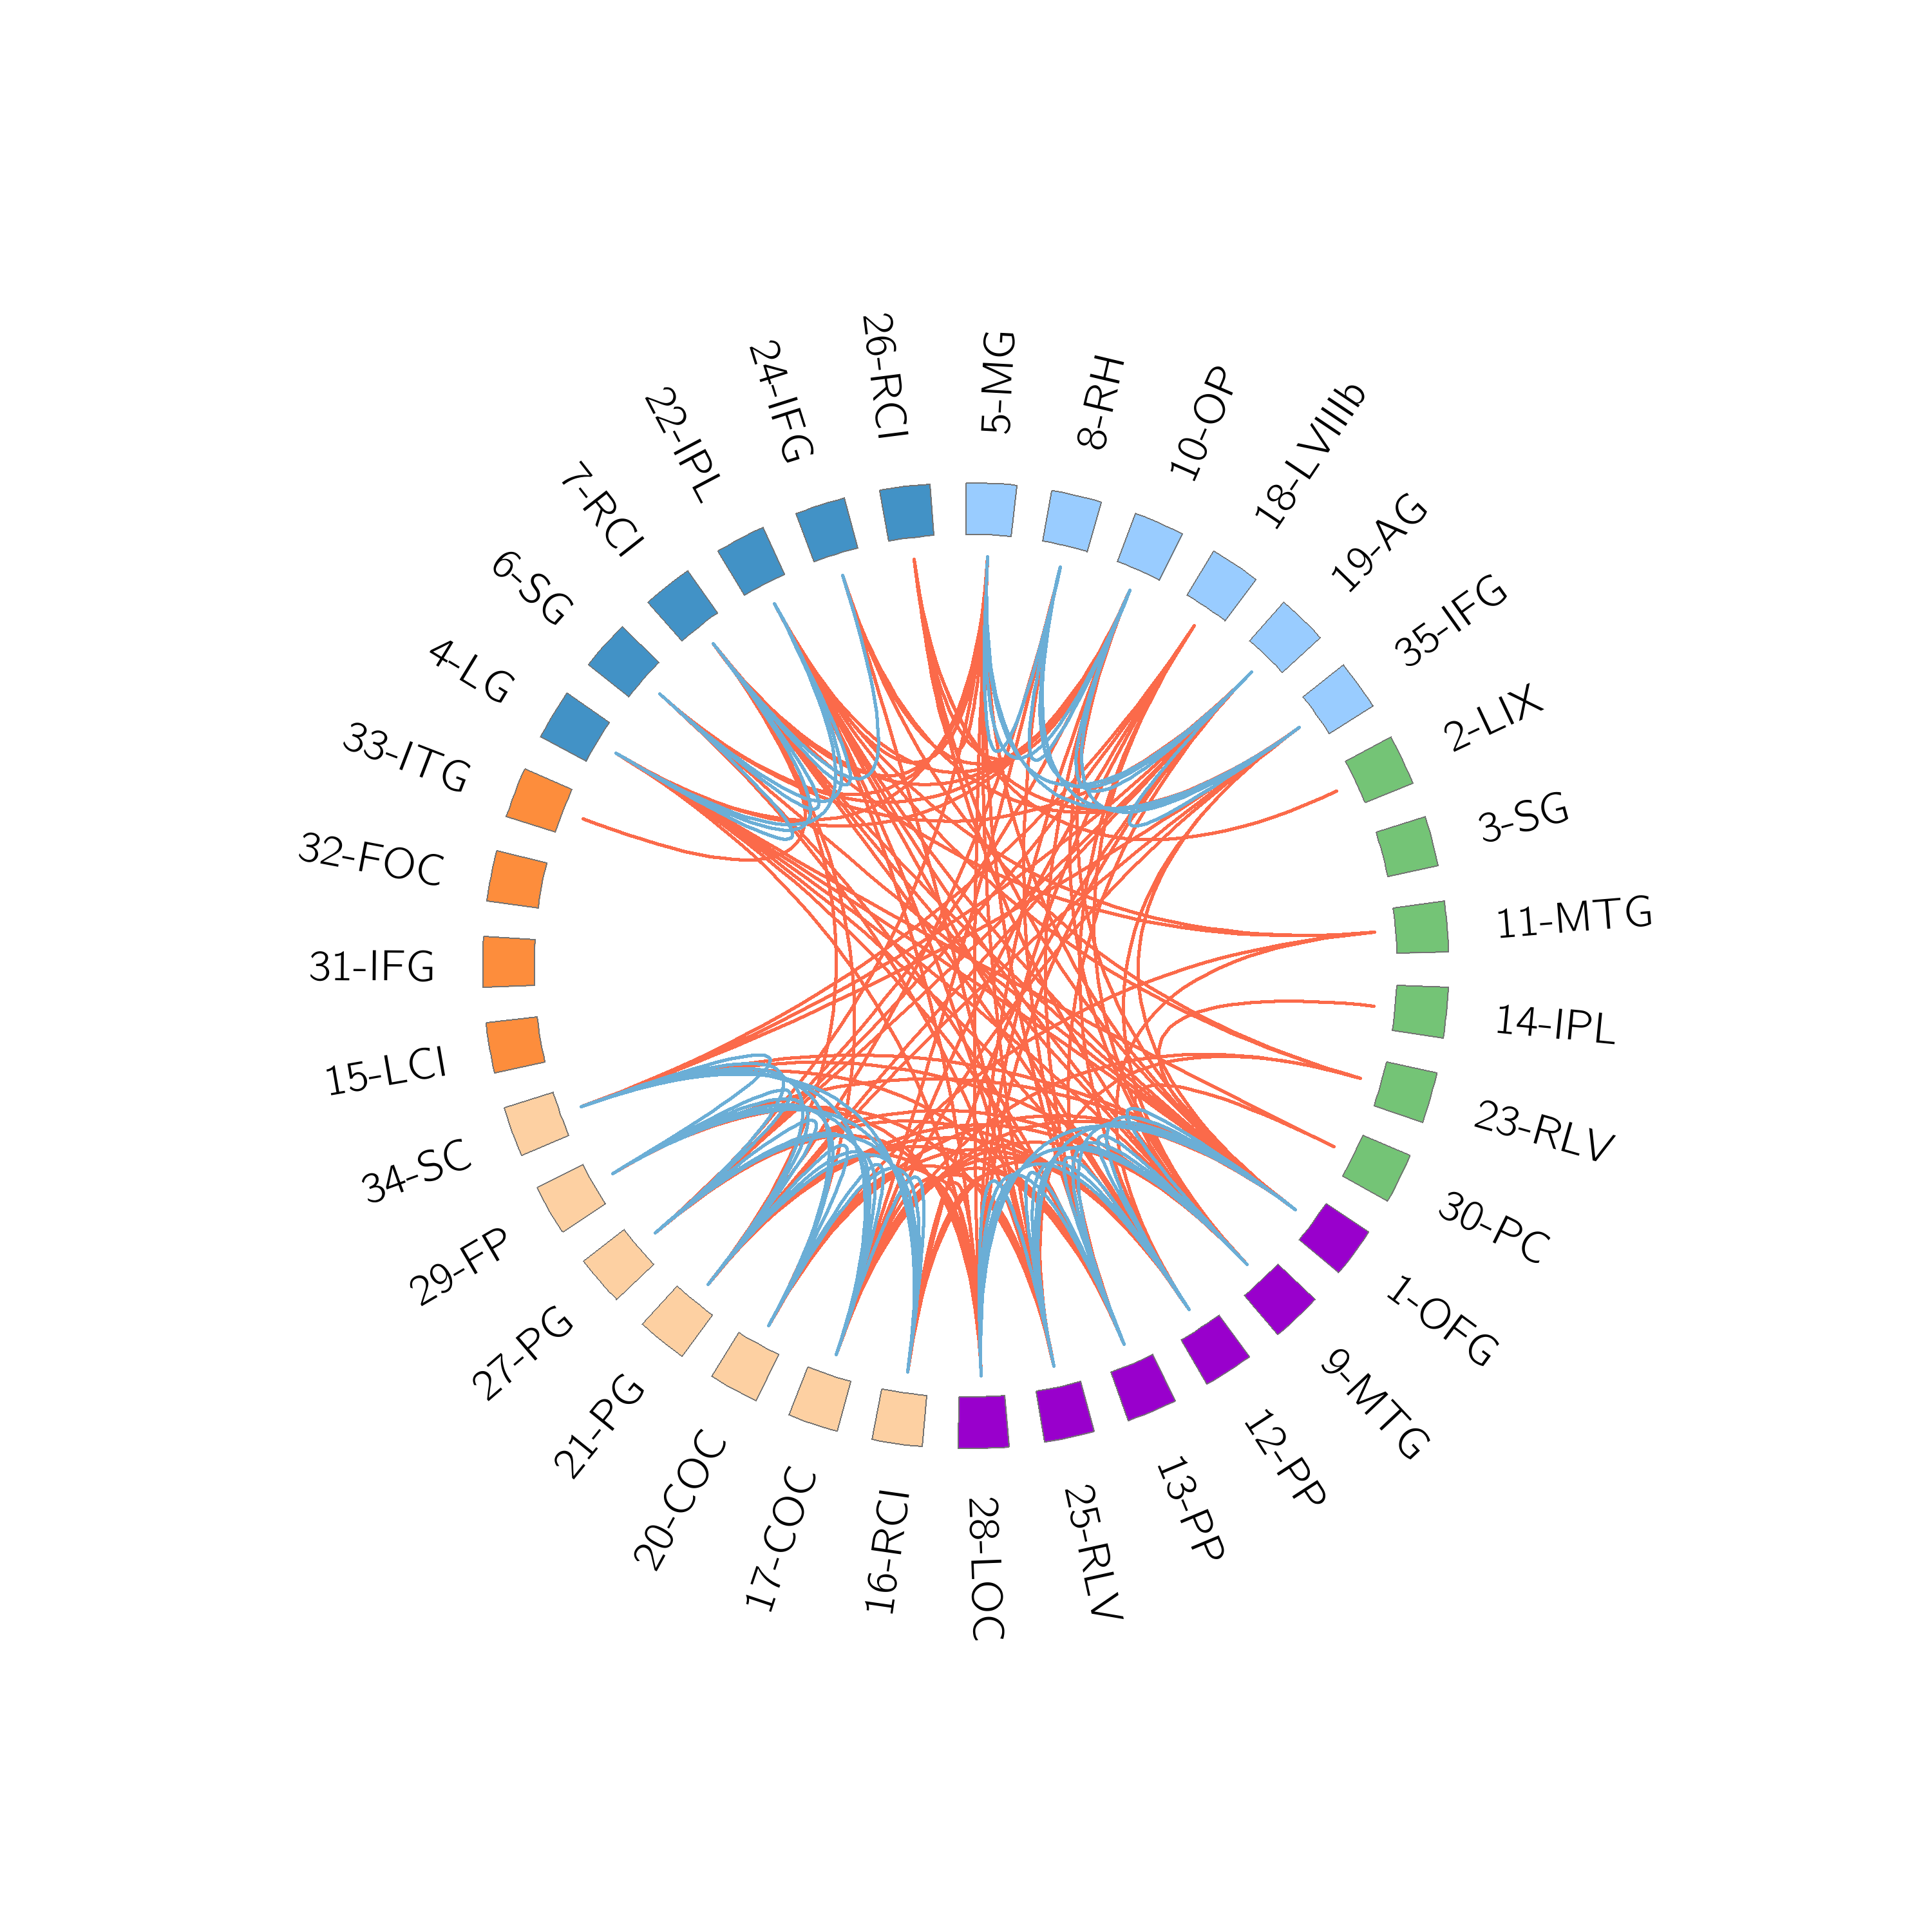 5-MG
8-RH
10-OP
18-LVIIIb
19-AG
35-IFG
2-LIX
3-SG
11-MTG
14-IPL
23-RLV
30-PC
1-OFG
9-MTG
12-PP
13-PP
25-RLV
28-LOC
16-RCI
17-COC
20-COC
21-PG
27-PG
29-FP
34-SC
15-LCI
31-IFG
32-FOC
33-ITG
4-LG
6-SG
7-RCI
22-IPL
24-IFG
26-RCI